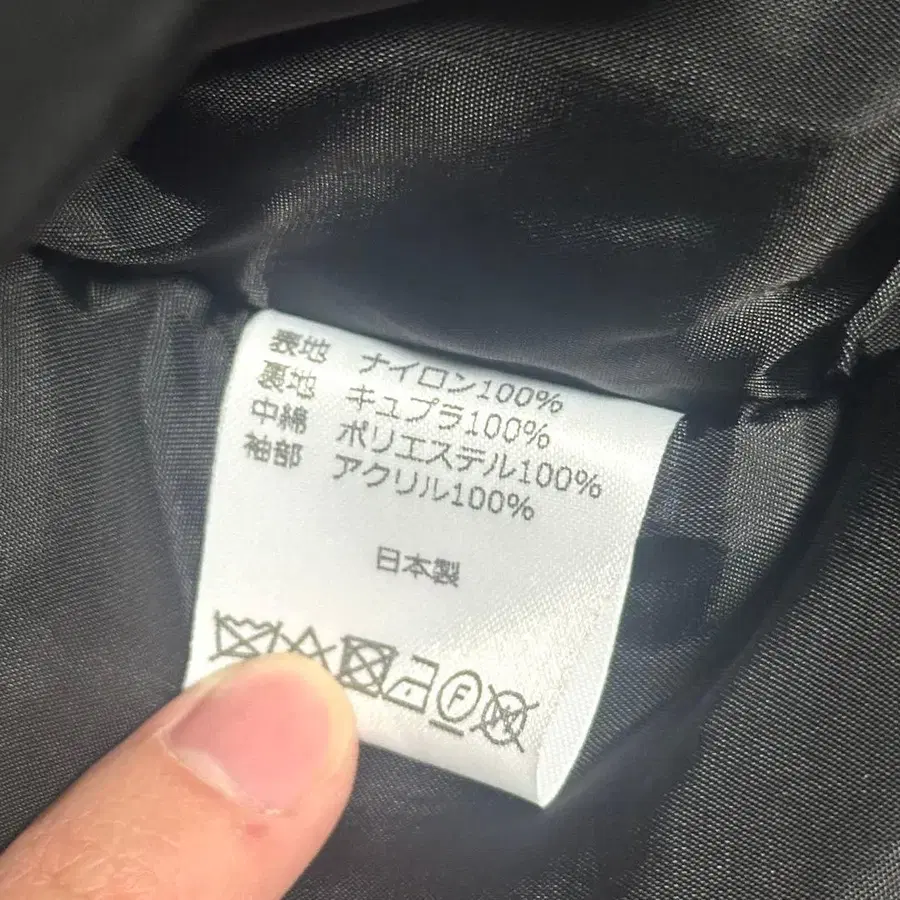 表地 ナイロン100%
裏地 キュプラ100%
中綿 ポリエステル100%
袖部 アクリル100%
日本製
F
W